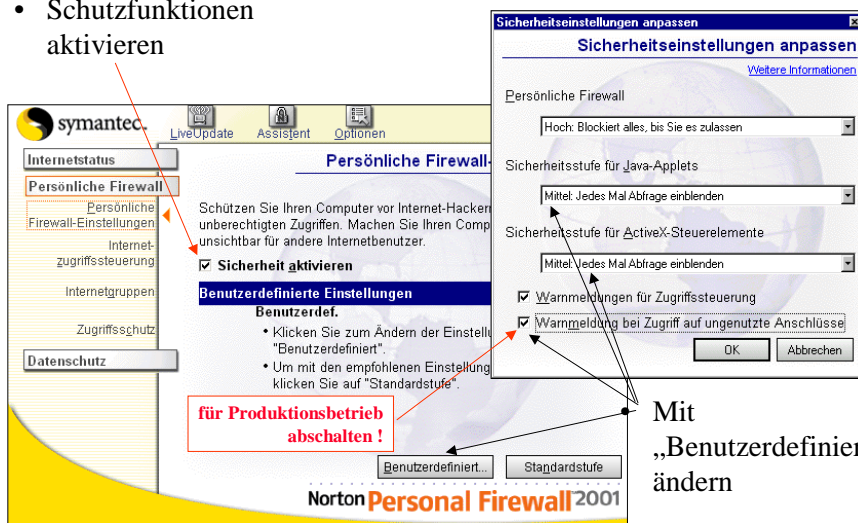 • Schutzfunktionen
aktivieren
symantec.
LiveUpdate Assistent Optionen
Internetstatus
Persönliche Firewall
Persönliche
Firewall-Einstellungen
Internet-
zugriffssteuerung
Internetgruppen
Zugriffsschutz
Datenschutz
Persönliche Firewall-
Schützen Sie Ihren Computer vor Internet-Hackern
unberechtigten Zugriffen. Machen Sie Ihren Comp
unsichtbar für andere Internetbenutzer.
Sicherheit aktivieren
Benutzerdefinierte Einstellungen
Benutzerdef.
• Klicken Sie zum Ändern der Einstellu
"Benutzerdefiniert".
• Um mit den empfohlenen Einstellung
klicken Sie auf "Standardstufe".
für Produktionsbetrieb
abschalten !
Benutzerdefiniert... Standardstufe
Norton Personal Firewall 2001
Sicherheitseinstellungen anpassen
Sicherheitseinstellungen anpassen
Weitere Informationen
Persönliche Firewall
Hoch: Blockiert alles, bis Sie es zulassen
Sicherheitsstufe für Java-Applets
Mittel: Jedes Mal Abfrage einblenden
Sicherheitsstufe für ActiveX-Steuerelemente
Mittel: Jedes Mal Abfrage einblenden
Warnmeldungen für Zugriffssteuerung
Warnmeldung bei Zugriff auf ungenutzte Anschlüsse
OK Abbrechen
Mit
„Benutzerdefinier
ändern